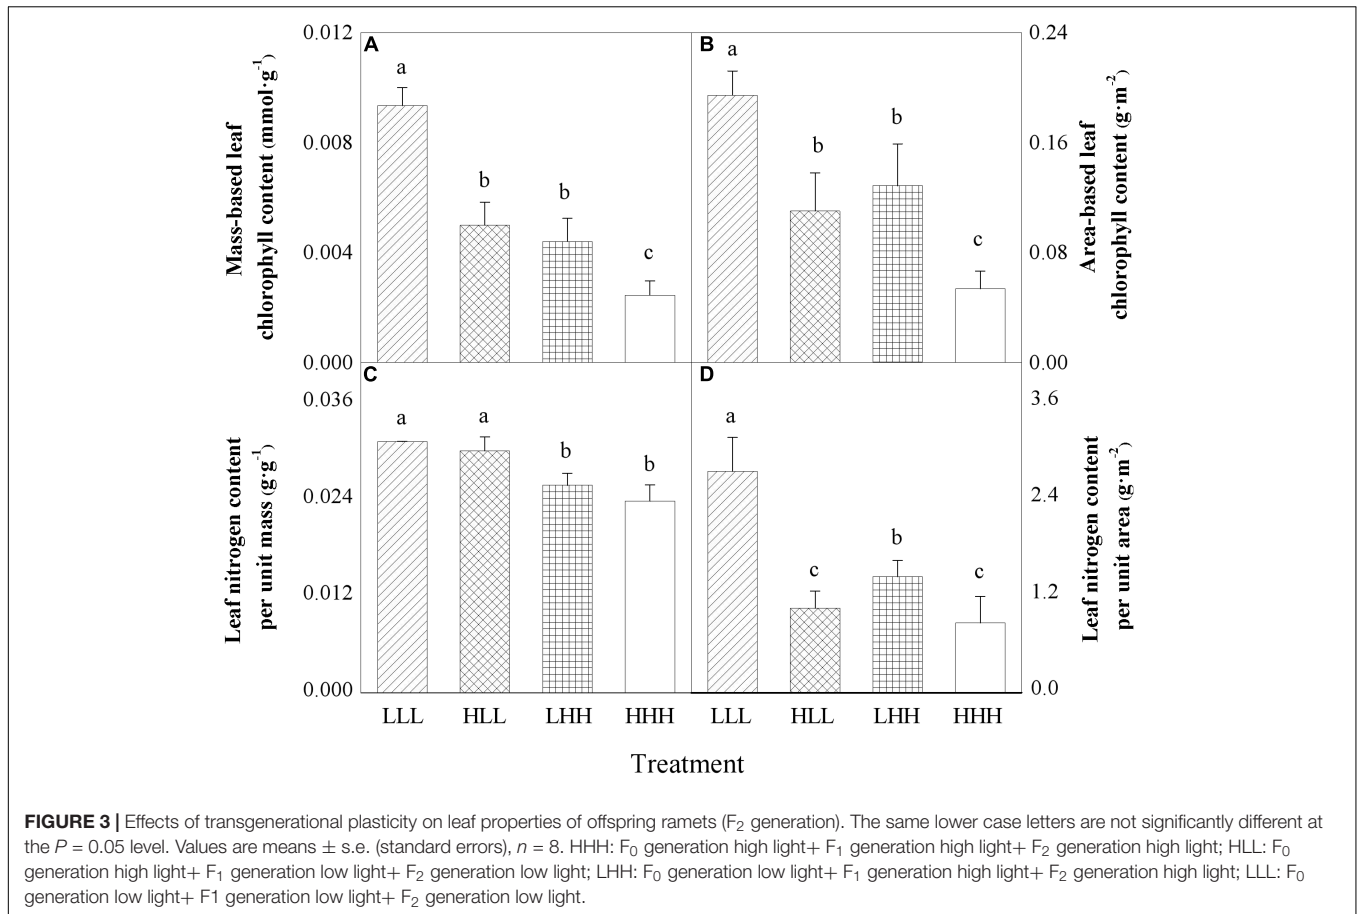 A
B
Mass-based leaf
chlorophyll content (mmol·g⁻¹)
0.012
0.008
0.004
0.000
a
b
b
c
a
b
b
c
0.24
0.16
0.08
0.00
Area-based leaf
chlorophyll content (g·m⁻²)
C
D
Leaf nitrogen content
per unit mass (g·g⁻¹)
0.036
0.024
0.012
0.000
a
a
b
b
a
c
b
c
3.6
2.4
1.2
0.0
Leaf nitrogen content
per unit area (g·m⁻²)
LLL HLL LHH HHH LLL HLL LHH HHH
Treatment
FIGURE 3 | Effects of transgenerational plasticity on leaf properties of offspring ramets (F₂ generation). The same lower case letters are not significantly different at
the P = 0.05 level. Values are means ± s.e. (standard errors), n = 8. HHH: F₀ generation high light+ F₁ generation high light+ F₂ generation high light; HLL: F₀
generation high light+ F₁ generation low light+ F₂ generation low light; LHH: F₀ generation low light+ F₁ generation high light+ F₂ generation high light; LLL: F₀
generation low light+ F1 generation low light+ F₂ generation low light.